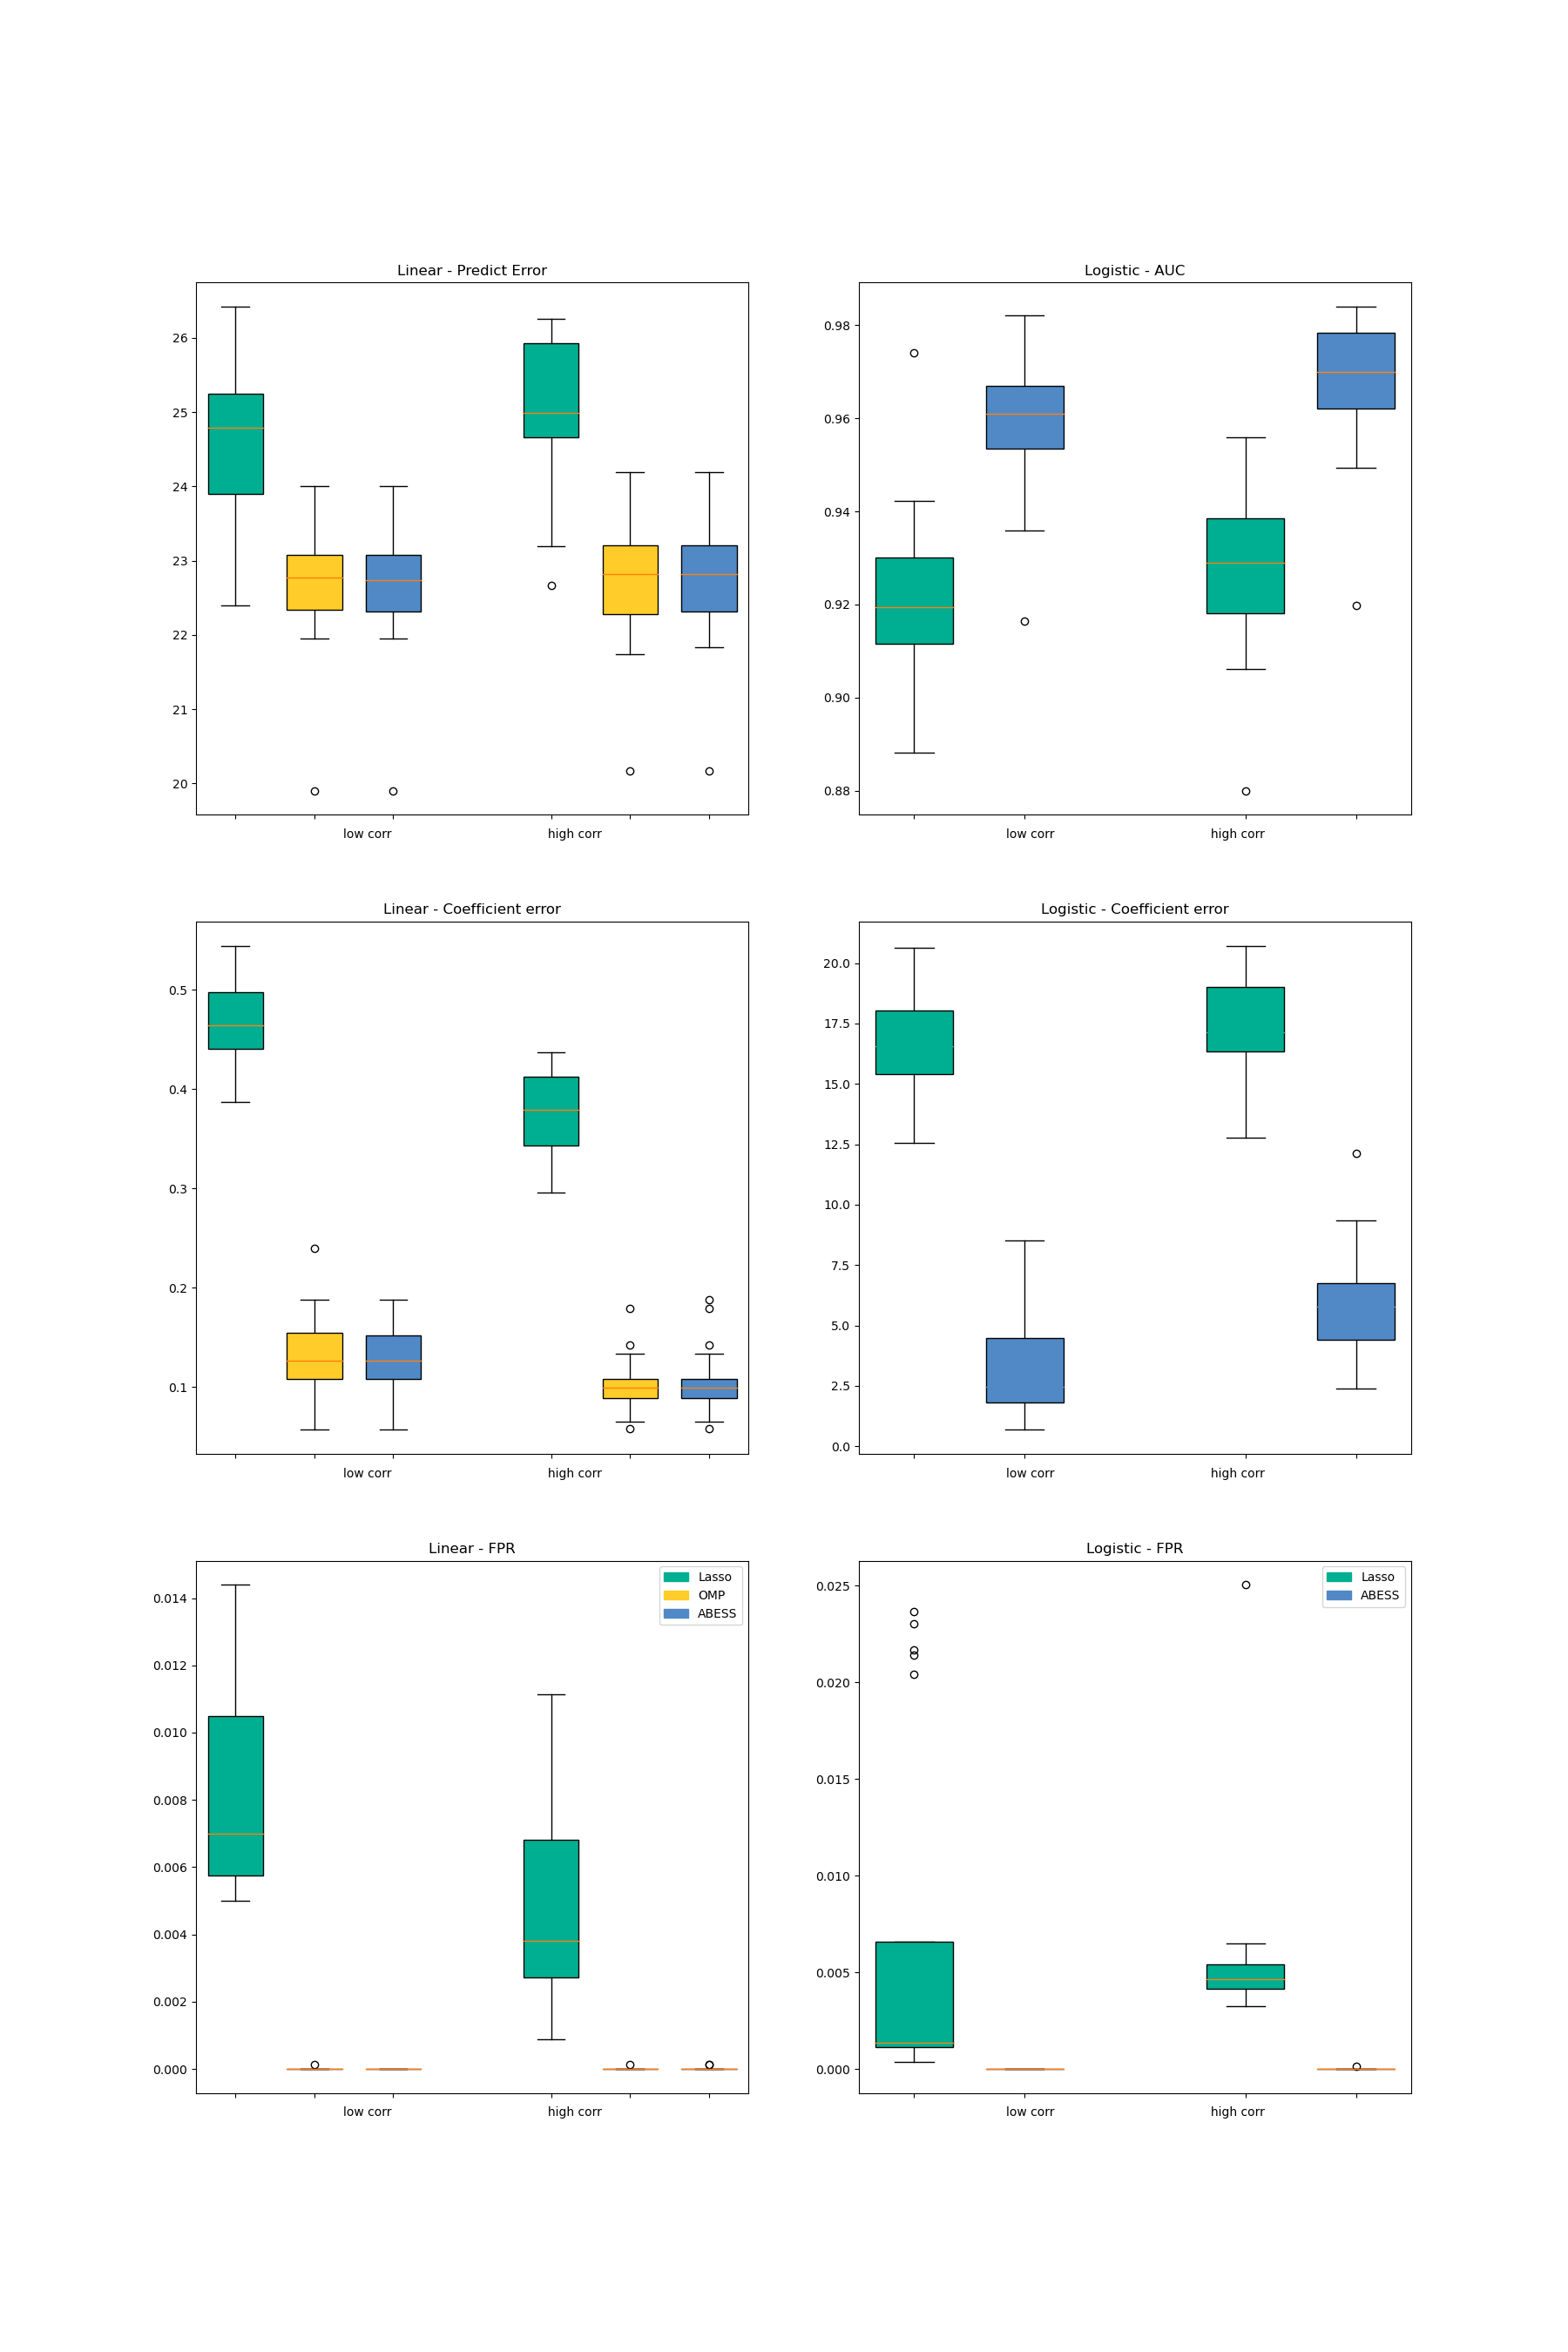 Linear - Predict Error
26
25
24
23
22
21
20
low corr
high corr
Logistic - AUC
0.98
0.96
0.94
0.92
0.90
0.88
low corr
high corr
Linear - Coefficient error
0.5
0.4
0.3
0.2
0.1
low corr
high corr
Logistic - Coefficient error
20.0
17.5
15.0
12.5
10.0
7.5
5.0
2.5
0.0
low corr
high corr
Linear - FPR
Lasso
OMP
ABESS
0.014
0.012
0.010
0.008
0.006
0.004
0.002
0.000
low corr
high corr
Logistic - FPR
Lasso
ABESS
0.025
0.020
0.015
0.010
0.005
0.000
low corr
high corr